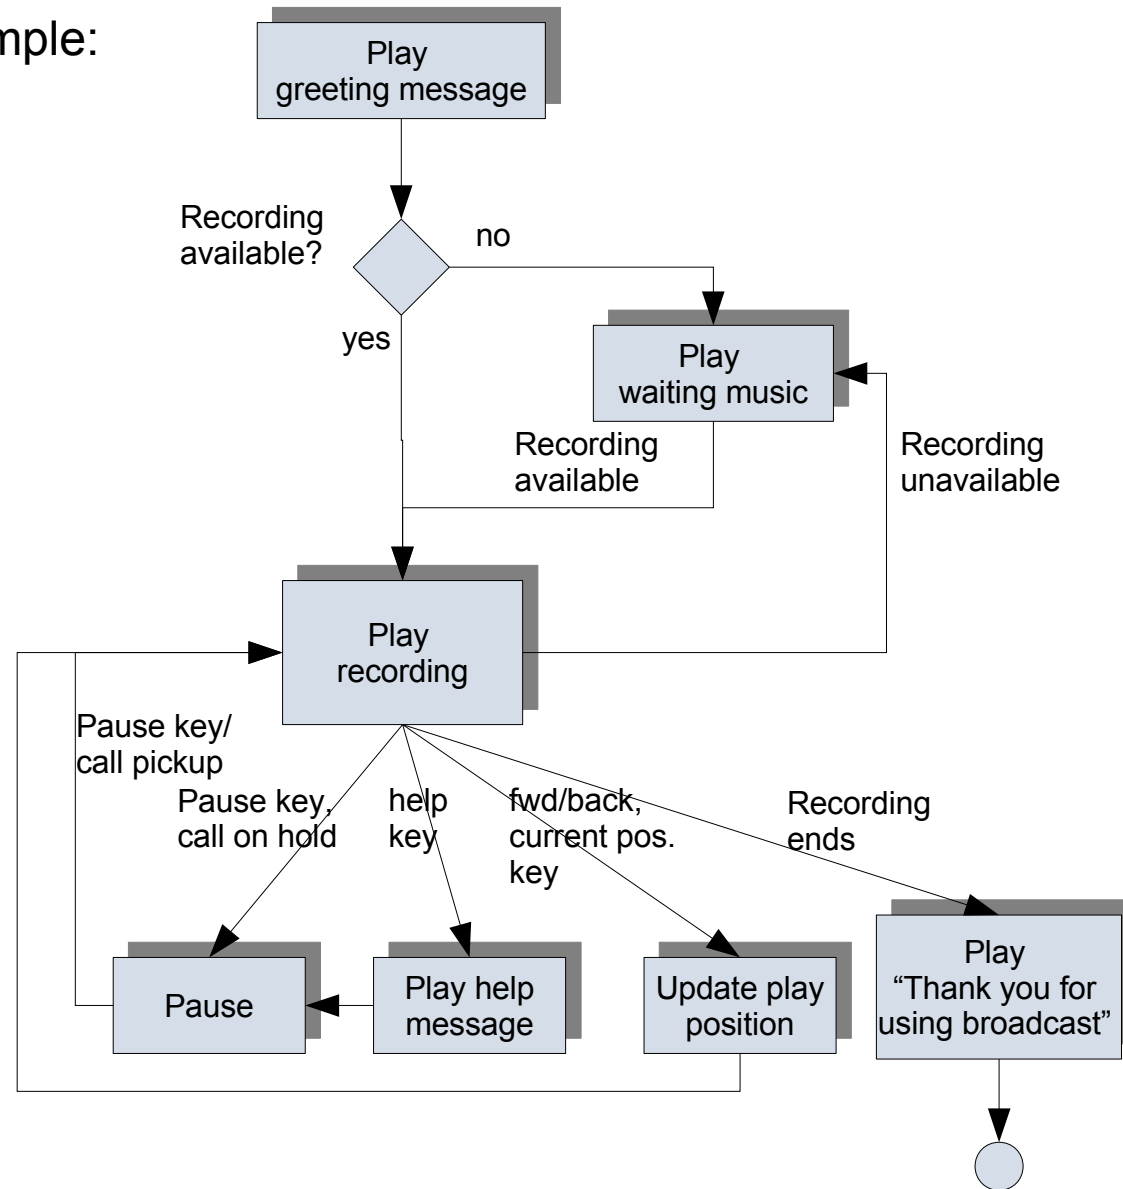 mple:
Play
greeting message
Recording
available?
no
yes
Play
waiting music
Recording
available
Recording
unavailable
Play
recording
Pause key/
call pickup
Pause key,
call on hold
help
key
fwd/back,
current pos.
key
Recording
ends
Pause
Play help
message
Update play
position
Play
“Thank you for
using broadcast”